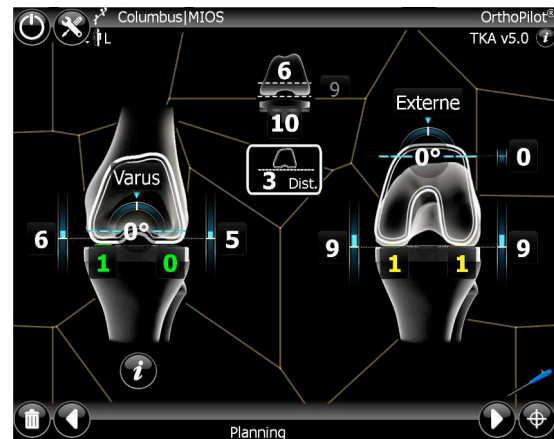 Columbus|MIOS
OrthoPilot®
L
TKA v5.0 i
6
9
10
Externe
3 Dist.
0°
0
Varus
0°
6
5
9
9
1
0
1
1
i
Planning